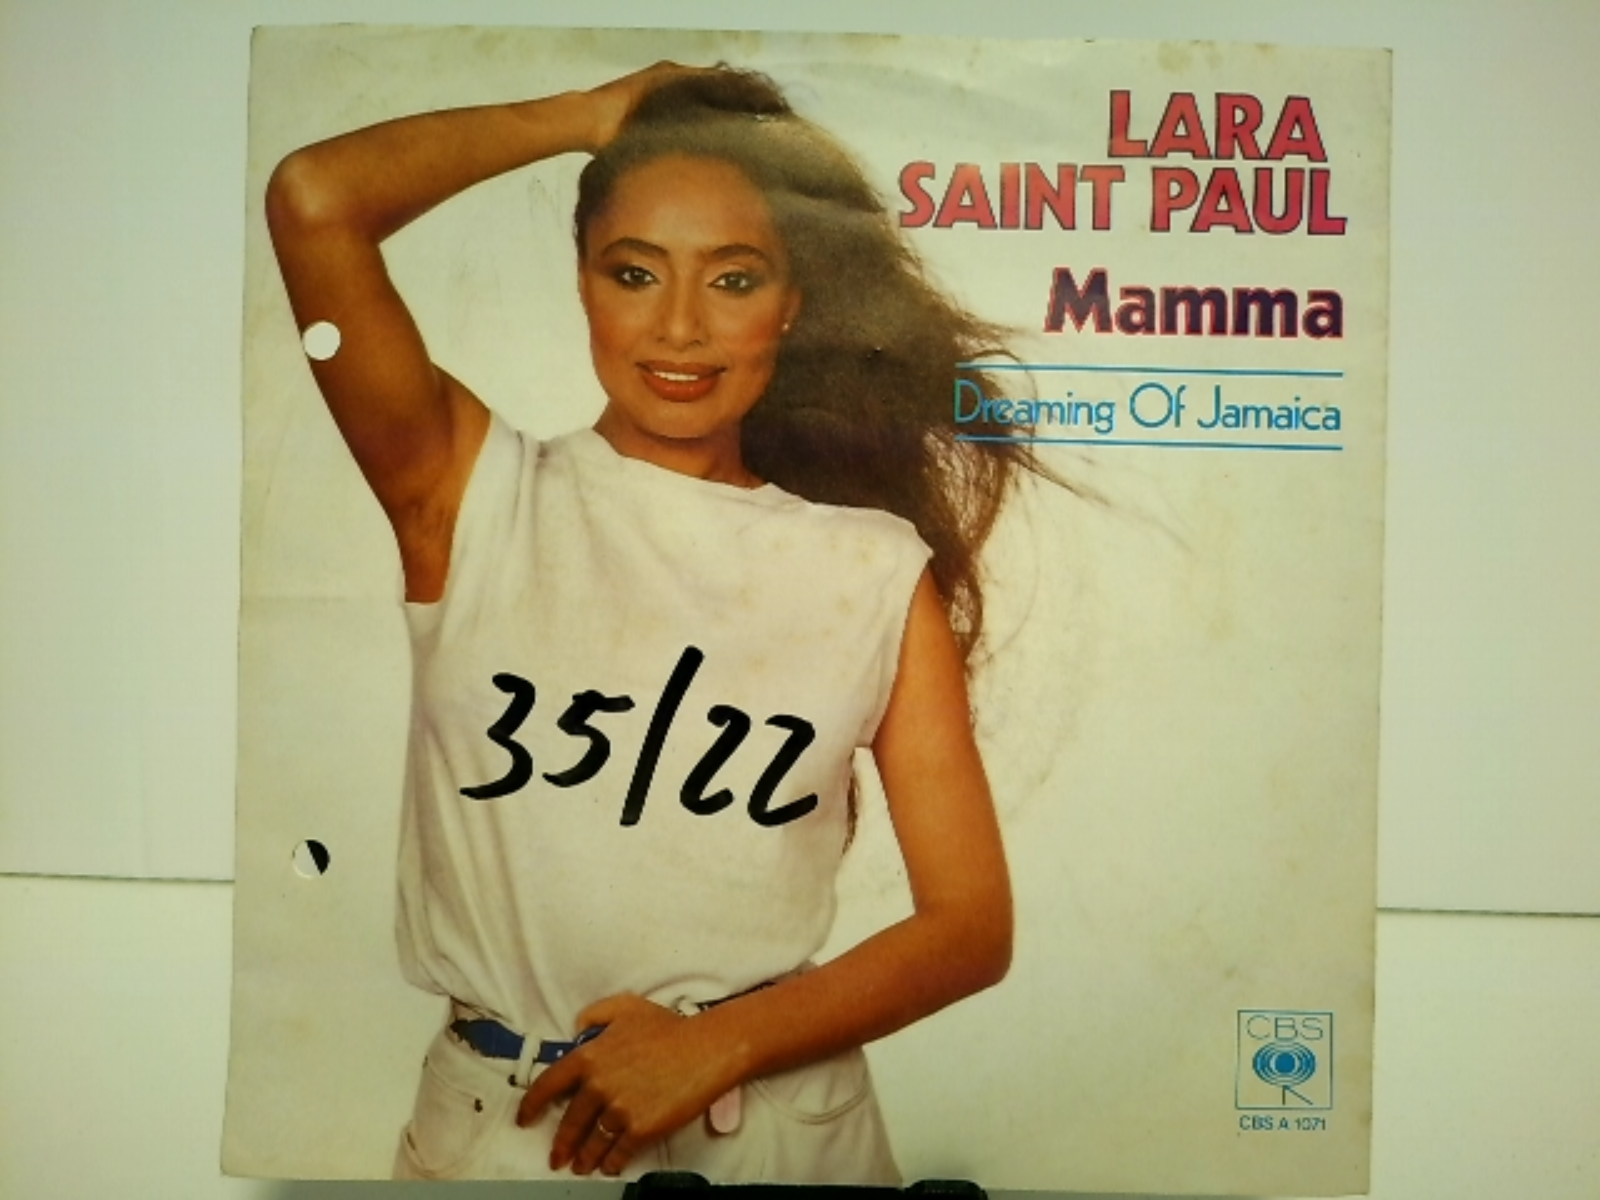 LARA
SAINT PAUL
Mamma
Dreaming Of Jamaica
35/22
CBS
CBS A 1071